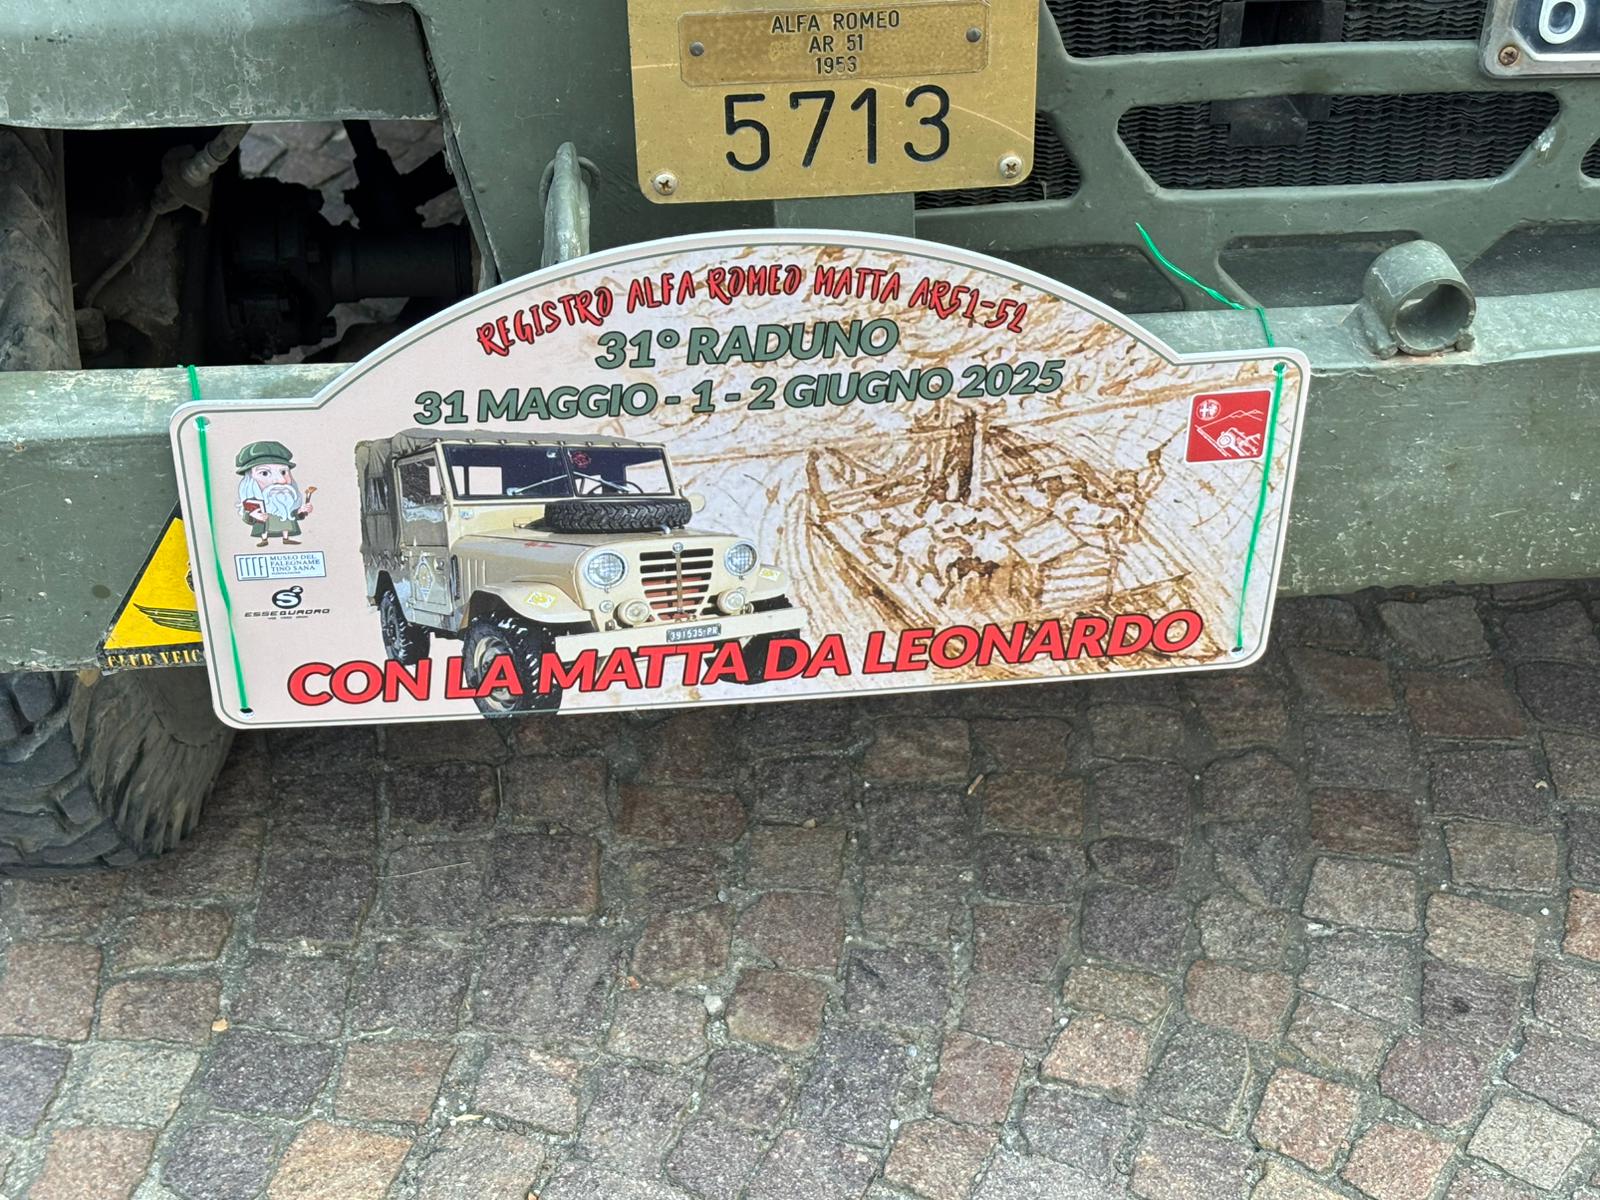 ALFA ROMEO
AR 51
1953
5713
REGISTRO ALFA ROMEO MATTA AR51-52
31° RADUNO
31 MAGGIO - 1 - 2 GIUGNO 2025
MUSEO DEL
FALEGNAME
TINO SANA
ESSEQUADRO
391535·PR
CON LA MATTA DA LEONARDO
CLUB VEIC